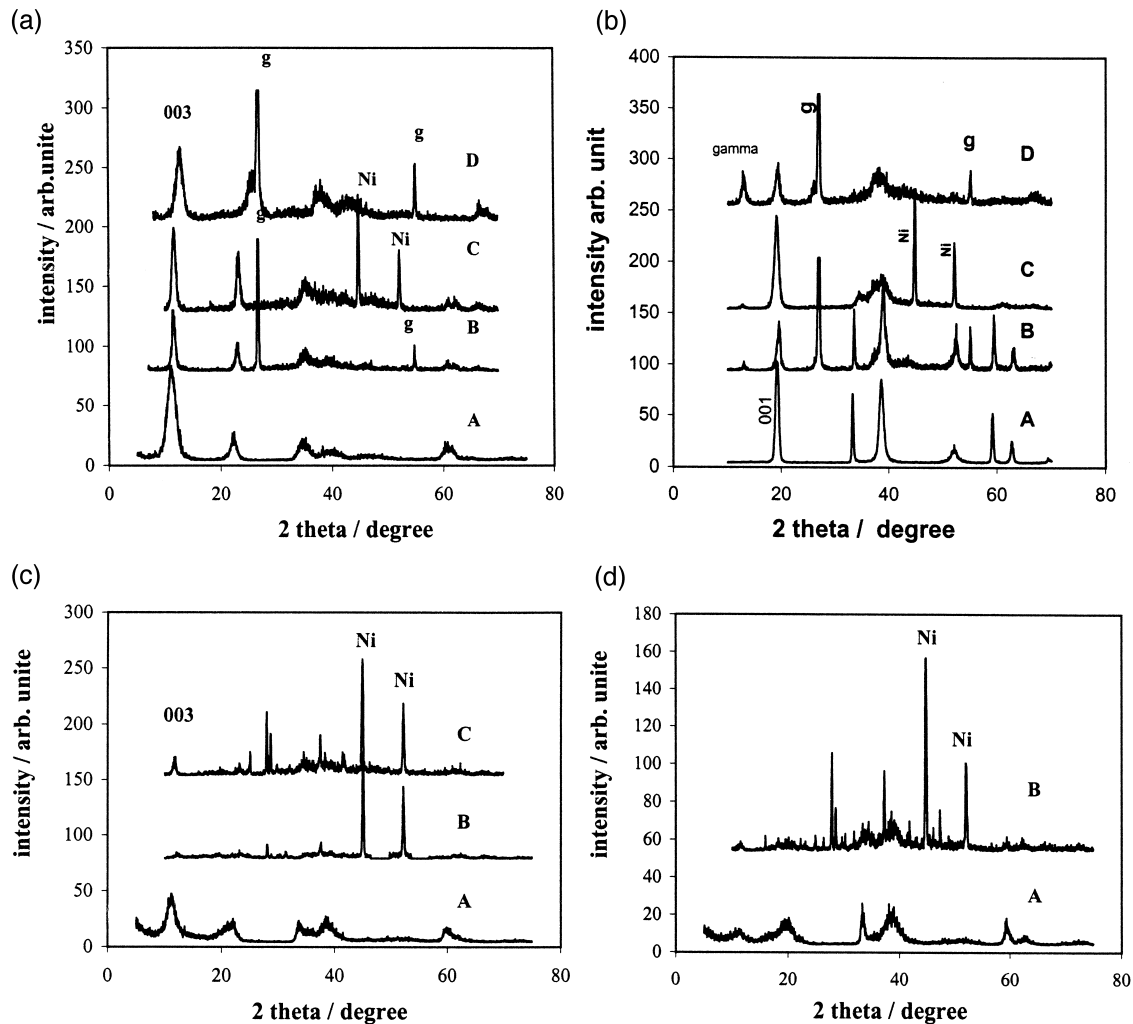 (a)
350
300
250
200
150
100
50
0
intensity / arb.unite
003
g
g
D
Ni
g
Ni
C
g
B
A
0 20 40 60 80
2 theta / degree
(b)
400
350
300
250
200
150
100
50
0
intensity arb. unit
gamma
g
g
D
Ni
Ni
C
B
001
A
0 20 40 60 80
2 theta / degree
(c)
300
250
200
150
100
50
0
intensity / arb. unite
003
Ni
Ni
C
B
A
0 20 40 60 80
2 theta / degree
(d)
180
160
140
120
100
80
60
40
20
0
intensity / arb. unite
Ni
Ni
B
A
0 20 40 60 80
2 theta / degree